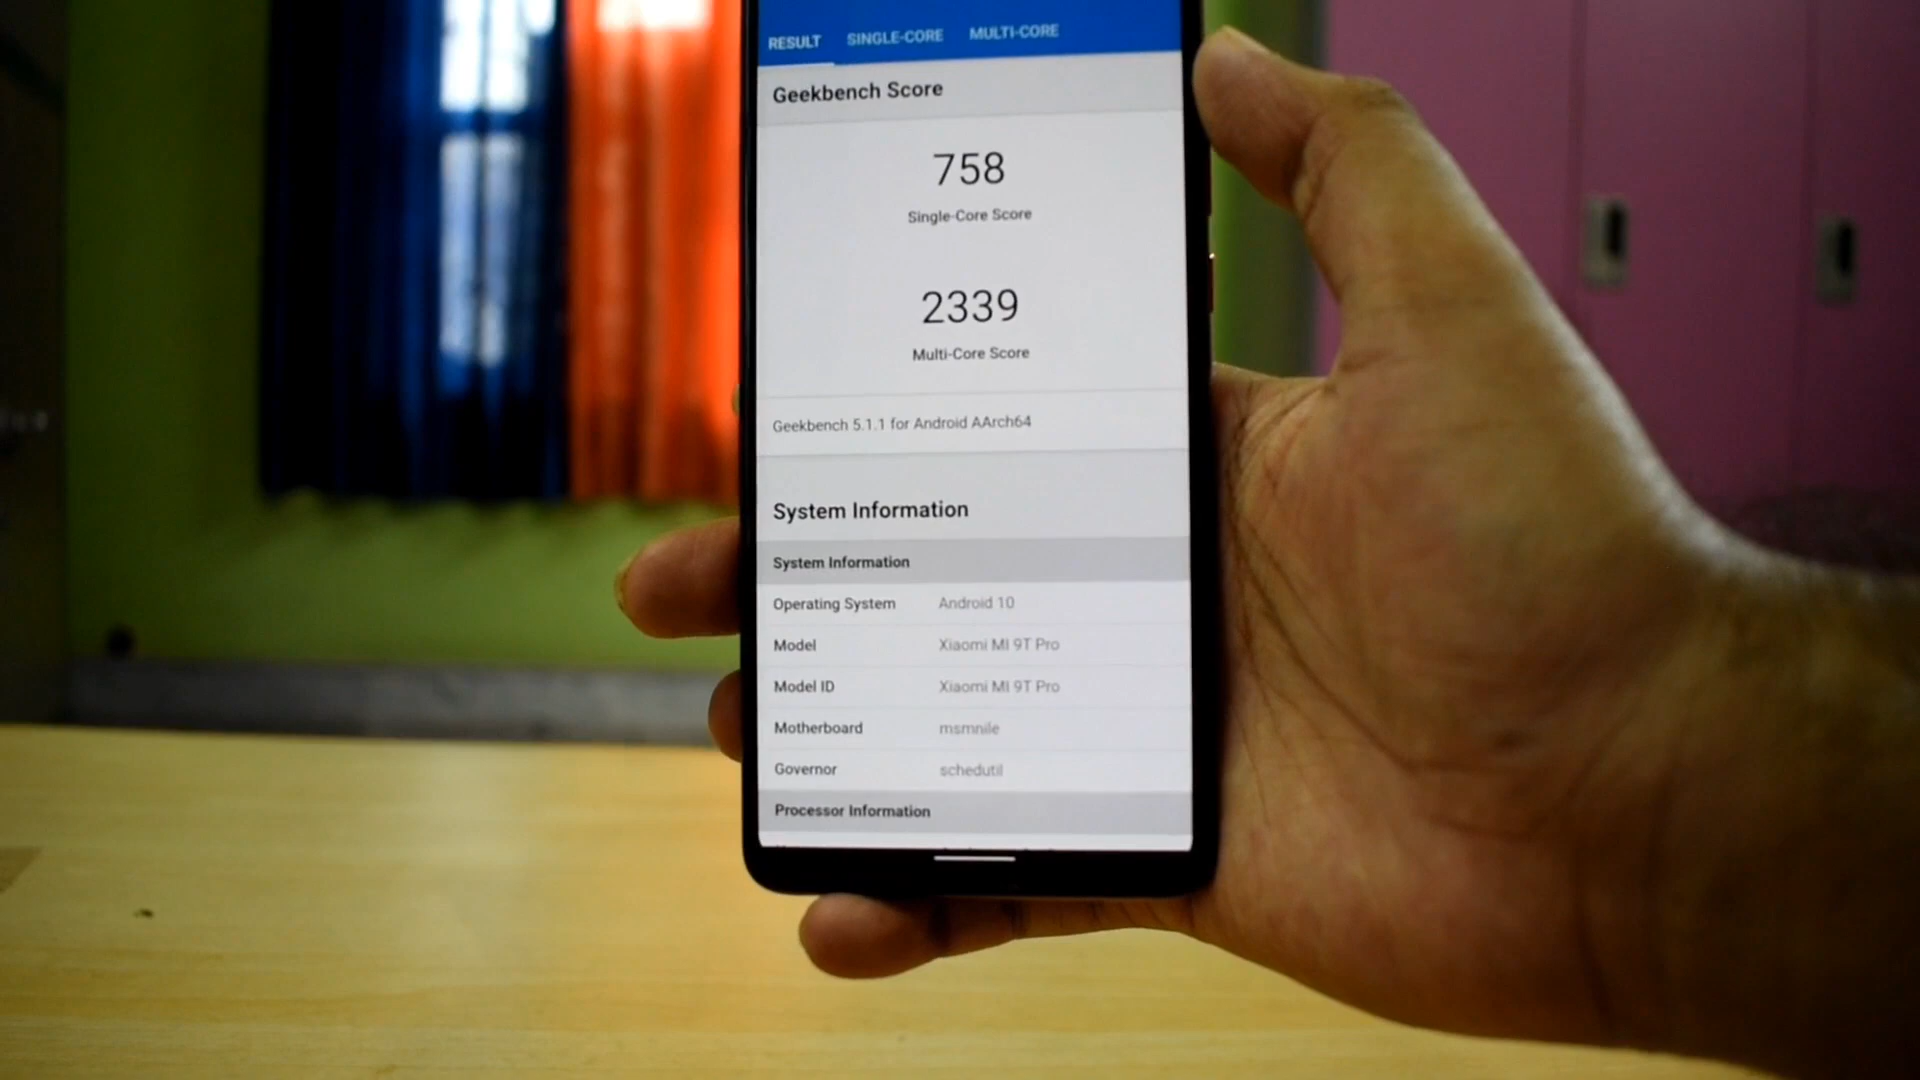 RESULT SINGLE-CORE MULTI-CORE
Geekbench Score
758
Single-Core Score
2339
Multi-Core Score
Geekbench 5.1.1 for Android AArch64
System Information
System Information
Operating System Android 10
Model Xiaomi MI 9T Pro
Model ID Xiaomi MI 9T Pro
Motherboard msmnile
Governor schedutil
Processor Information